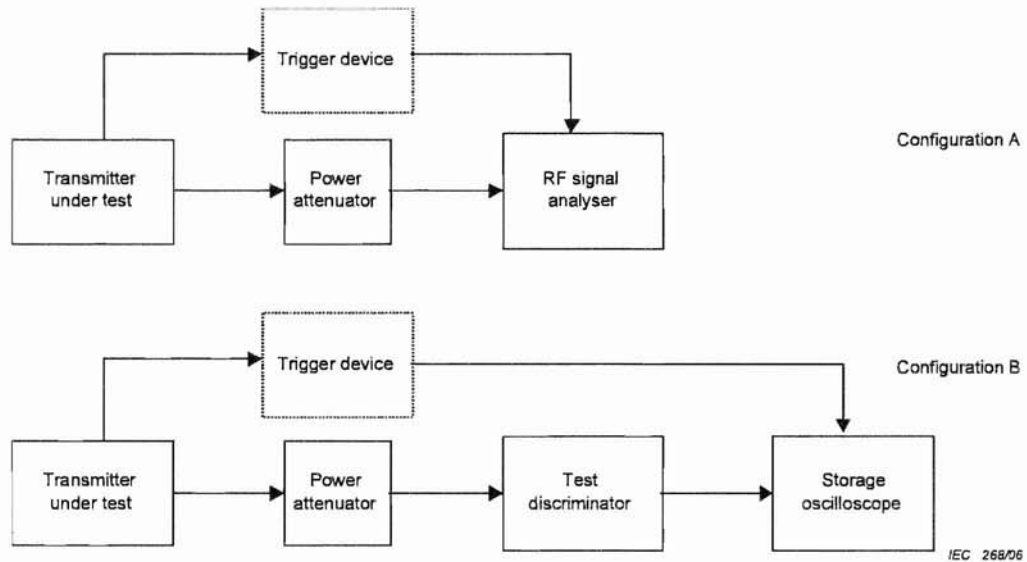 Trigger device
Configuration A
Transmitter
under test
Power
attenuator
RF signal
analyser
Trigger device
Configuration B
Transmitter
under test
Power
attenuator
Test
discriminator
Storage
oscilloscope
IEC 268/06